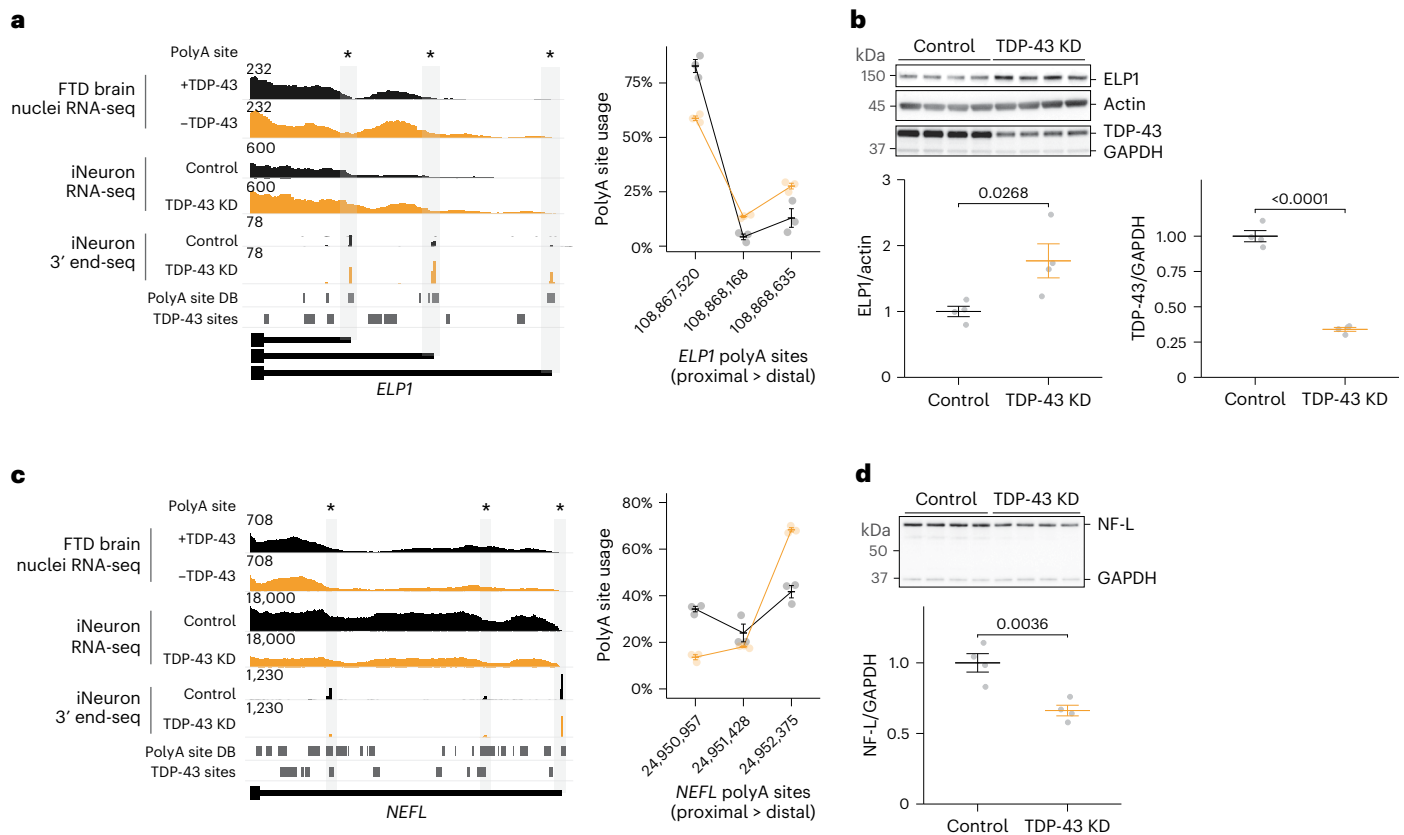 a
PolyA site
* * *
FTD brain
nuclei RNA-seq
232
+TDP-43
232
−TDP-43
iNeuron
RNA-seq
600
Control
600
TDP-43 KD
iNeuron
3′ end-seq
78
Control
78
TDP-43 KD
PolyA site DB
TDP-43 sites
ELP1
PolyA site usage
75%
50%
25%
0%
108,867,520
108,868,168
108,868,635
ELP1 polyA sites
(proximal > distal)
b
kDa
Control TDP-43 KD
150 ELP1
45 Actin
TDP-43
37 GAPDH
ELP1/actin
3
2
1
0
0.0268
Control TDP-43 KD
TDP-43/GAPDH
1.00
0.75
0.50
0.25
0
<0.0001
Control TDP-43 KD
c
PolyA site
* * *
FTD brain
nuclei RNA-seq
708
+TDP-43
708
−TDP-43
iNeuron
RNA-seq
18,000
Control
18,000
TDP-43 KD
iNeuron
3′ end-seq
1,230
Control
1,230
TDP-43 KD
PolyA site DB
TDP-43 sites
NEFL
PolyA site usage
80%
60%
40%
20%
0%
24,950,957
24,951,428
24,952,375
NEFL polyA sites
(proximal > distal)
d
Control TDP-43 KD
kDa
NF-L
50
37 GAPDH
NF-L/GAPDH
1.0
0.5
0
0.0036
Control TDP-43 KD